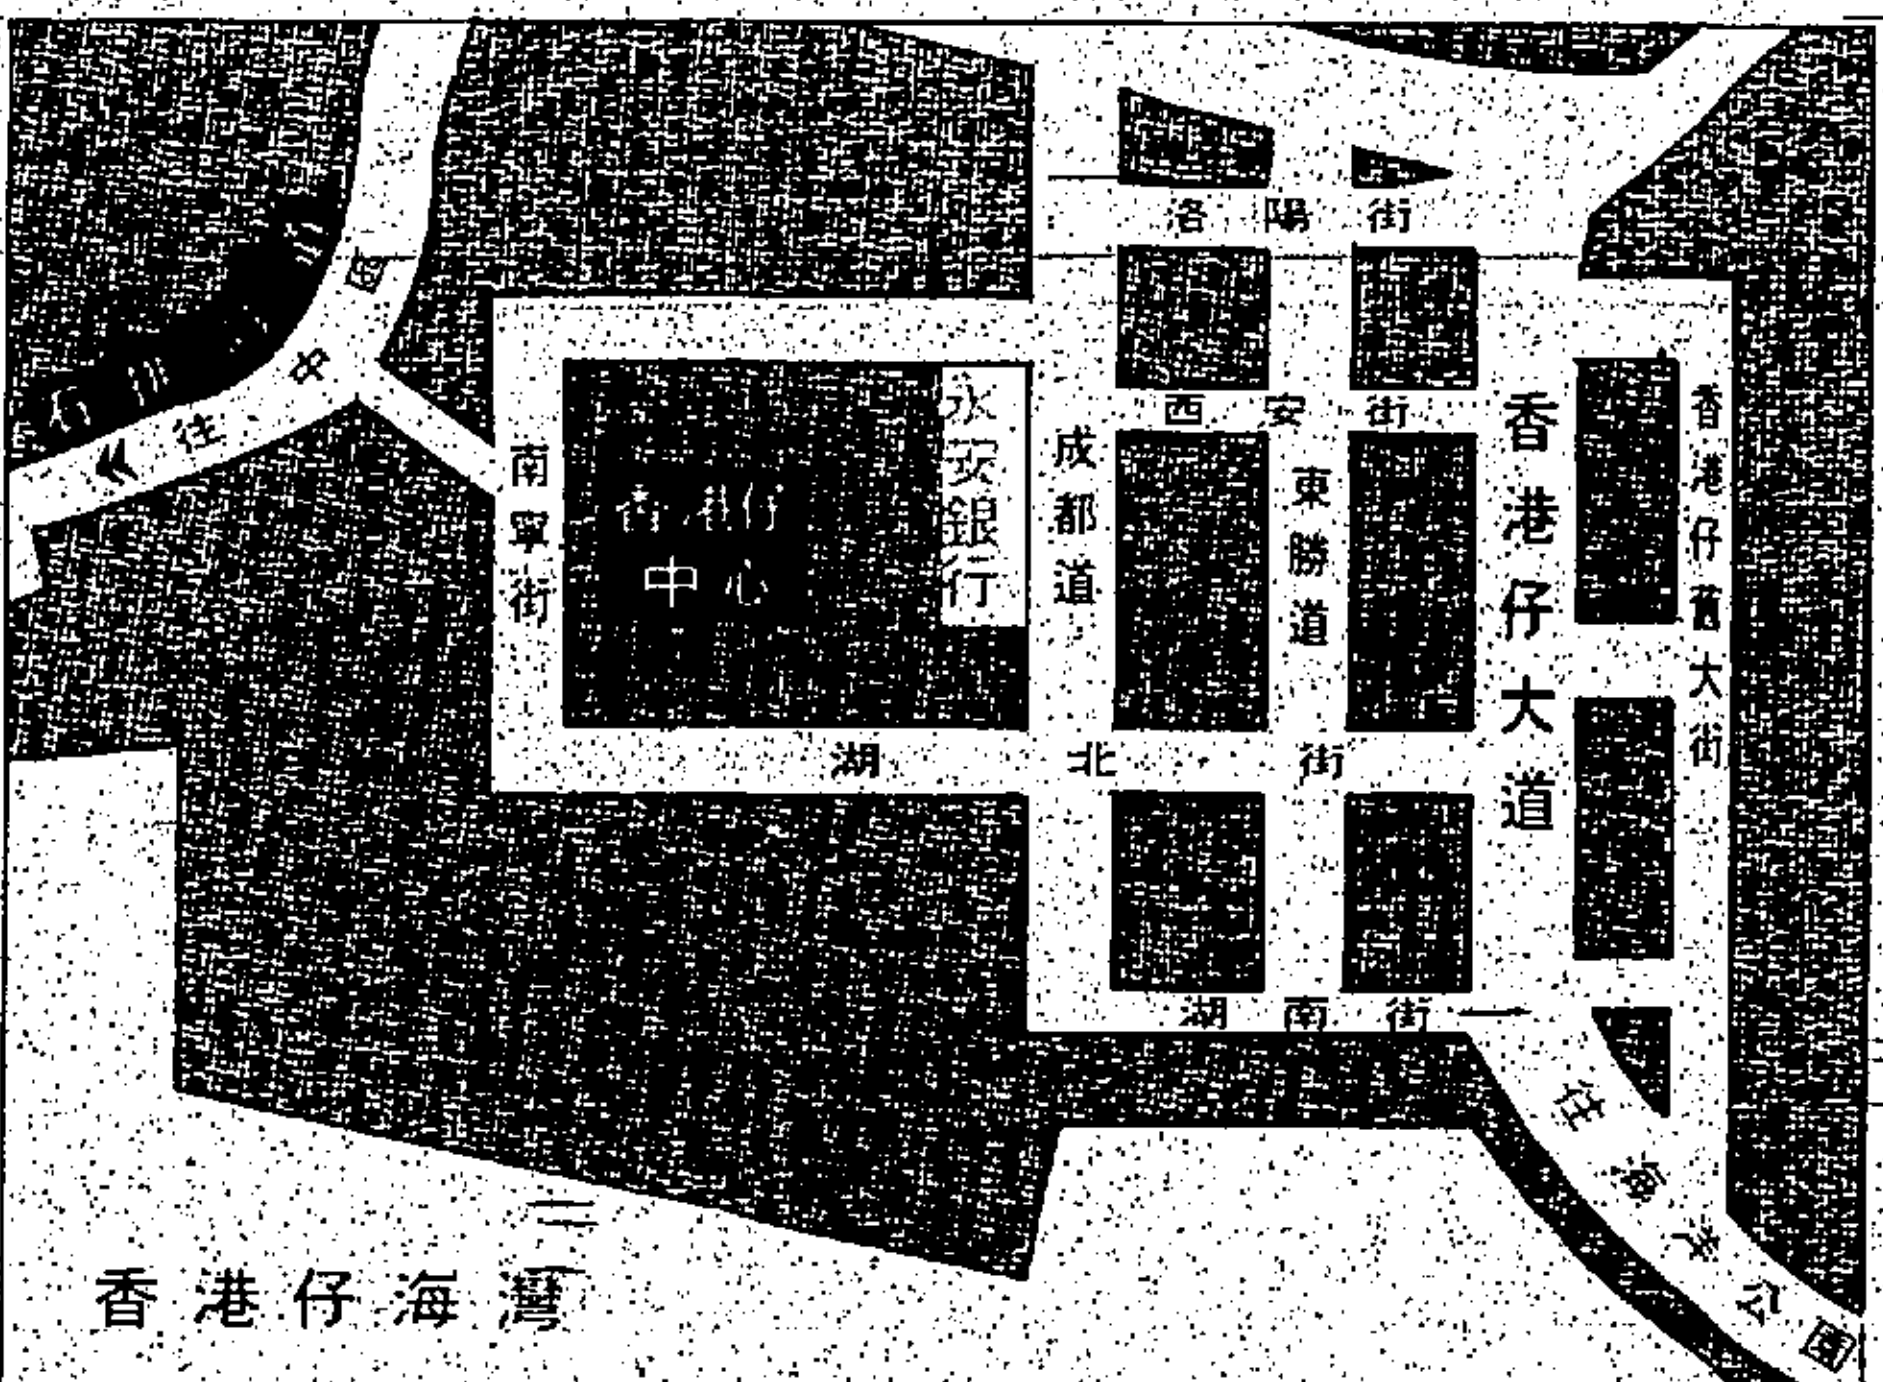 洛陽街
西安街
永安銀行
香港仔
中心
南寧街
成都道
東勝道
香港仔大道
香港仔舊大街
湖北街
湖南街
往中區
往海
公園
香港仔海灣